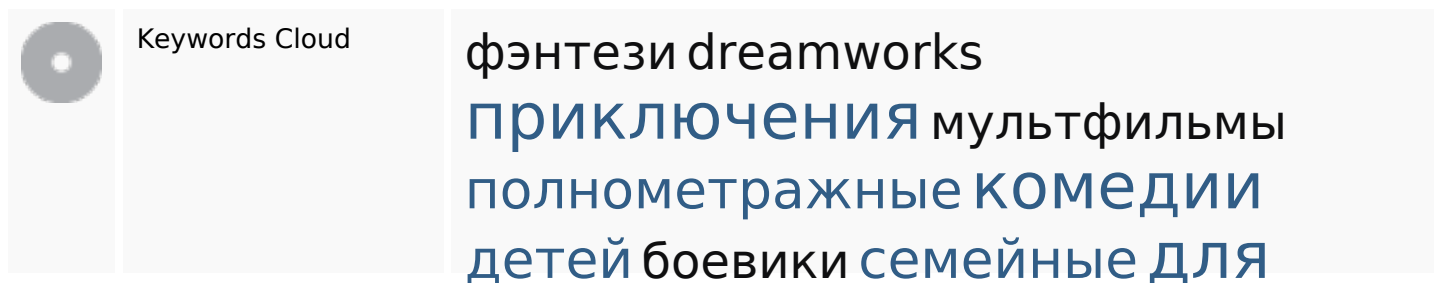 Keywords Cloud
фэнтези dreamworks
приключения мультфильмы
полнометражные комедии
детей боевики семейные для